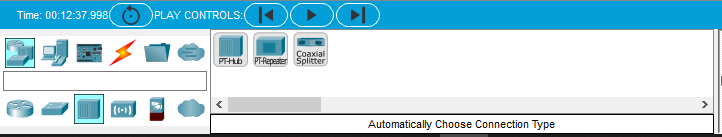 Time: 00:12:37.998 PLAY CONTROLS:
PT-Hub PT-Repeater Coaxial Splitter
Automatically Choose Connection Type